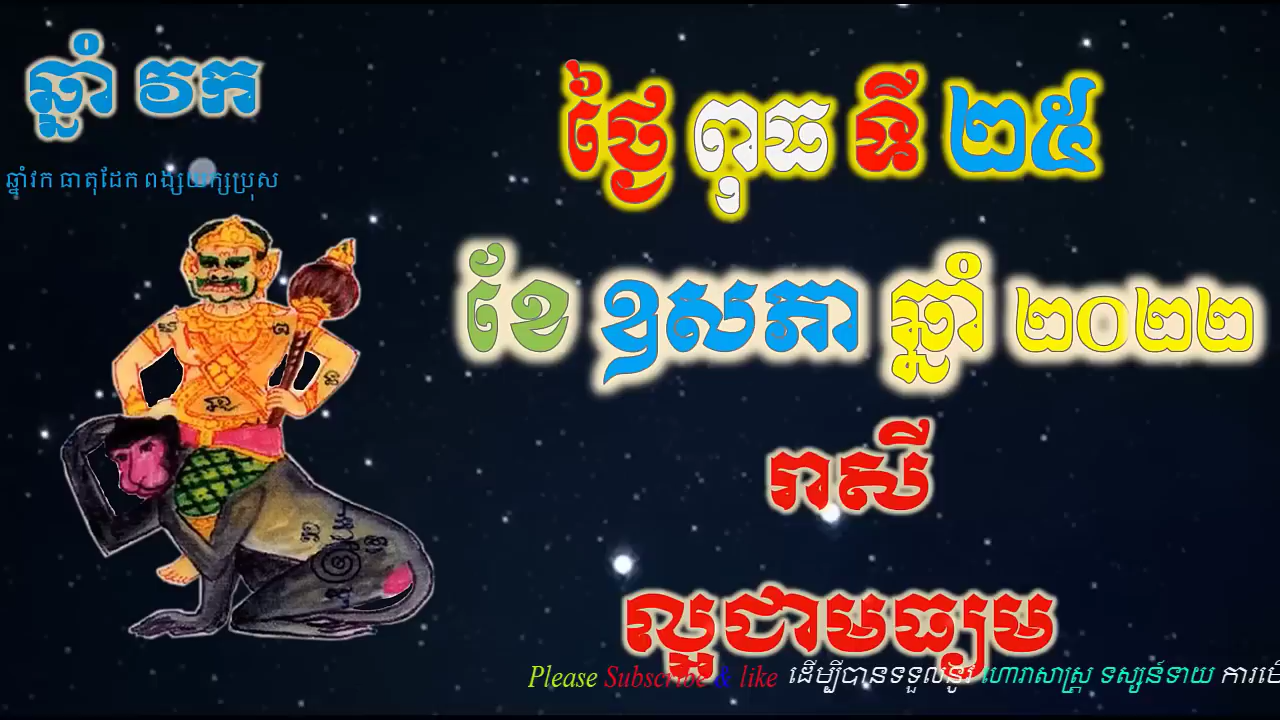 ឆ្នាំ វក
ឆ្នាំវក ធាតុដែក ពង្សយក្សប្រុស
ថ្ងៃ ពុធ ទី ២៥
ខែ ឧសភា ឆ្នាំ ២០២២
រាសី
ល្អជាមធ្យម
Please Subscribe & like ដើម្បីបានទទួលនូវ ហោរាសាស្ត្រ ទស្សន៍ទាយ